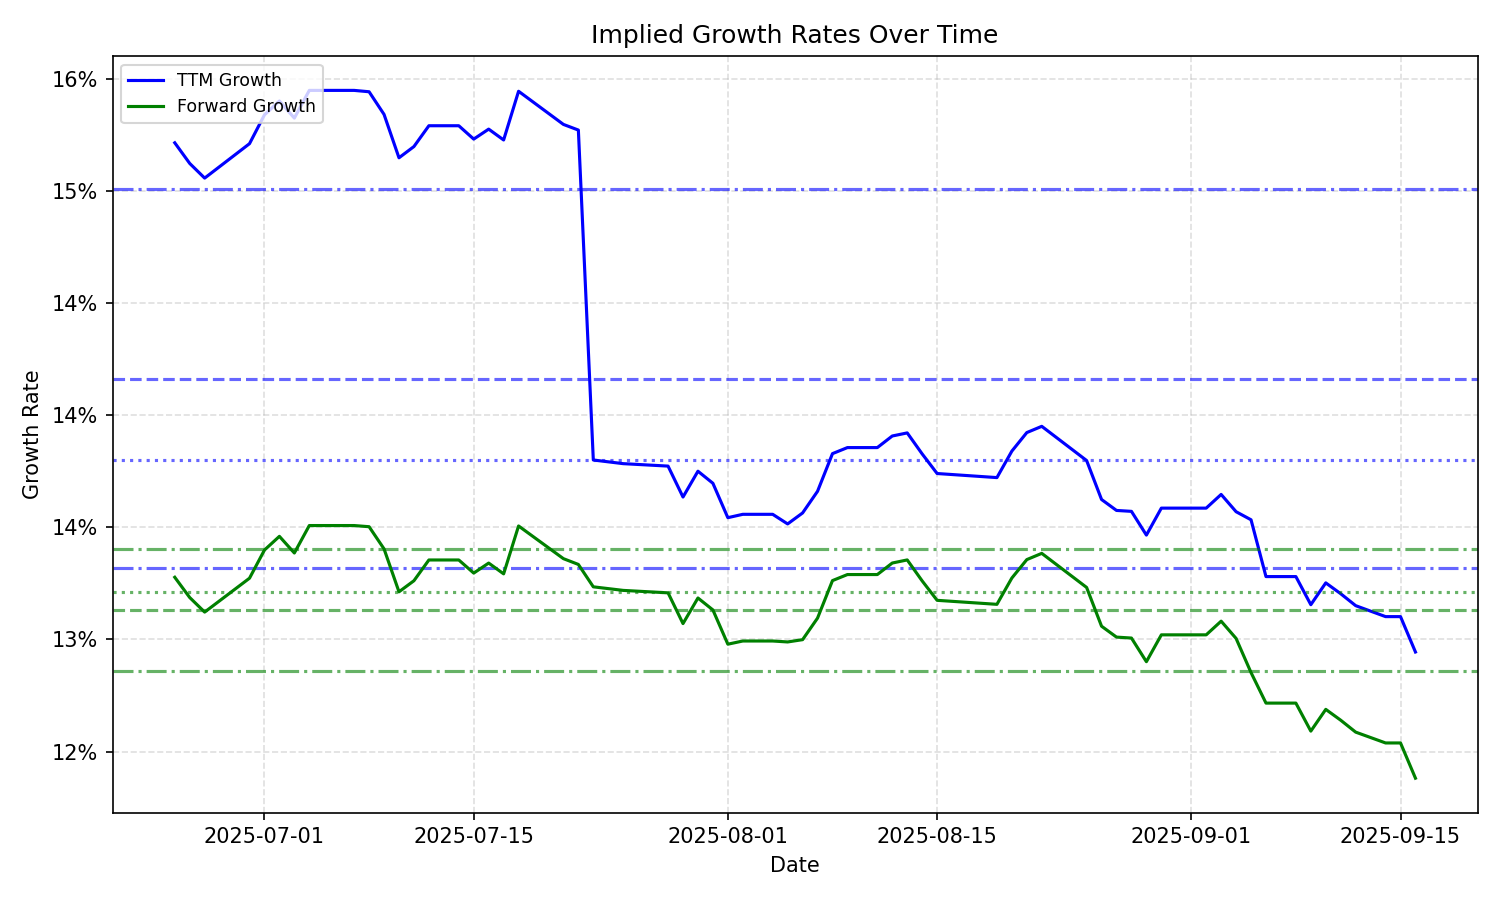 Implied Growth Rates Over Time
TTM Growth
Forward Growth
16%
15%
14%
14%
14%
13%
12%
Growth Rate
2025-07-01
2025-07-15
2025-08-01
2025-08-15
2025-09-01
2025-09-15
Date